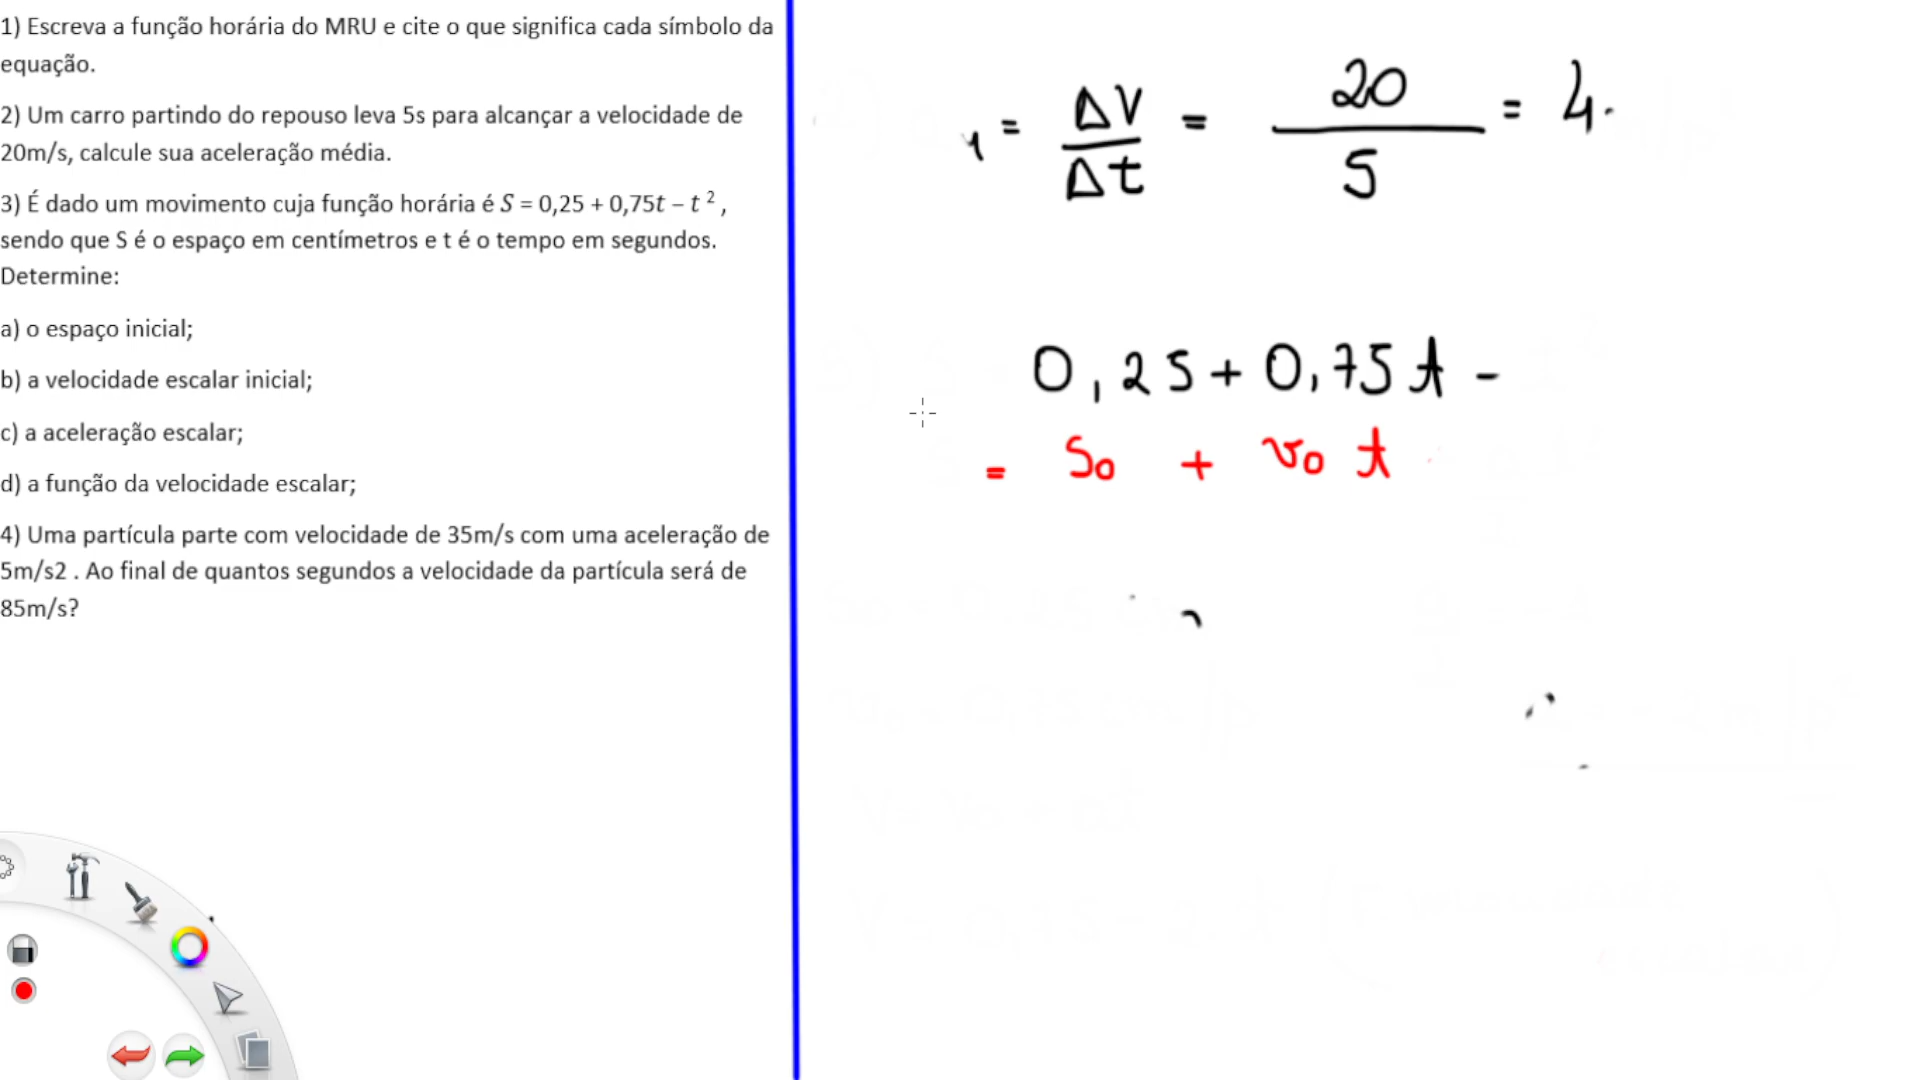 1) Escreva a função horária do MRU e cite o que significa cada símbolo da
equação.
2) Um carro partindo do repouso leva 5s para alcançar a velocidade de
20m/s, calcule sua aceleração média.
3) É dado um movimento cuja função horária é S = 0,25 + 0,75t – t ² ,
sendo que S é o espaço em centímetros e t é o tempo em segundos.
Determine:
a) o espaço inicial;
b) a velocidade escalar inicial;
c) a aceleração escalar;
d) a função da velocidade escalar;
4) Uma partícula parte com velocidade de 35m/s com uma aceleração de
5m/s2 . Ao final de quantos segundos a velocidade da partícula será de
85m/s?
= ΔV / Δt = 20 / 5 = 4
0,25 + 0,75 t -
= S₀ + v₀ t